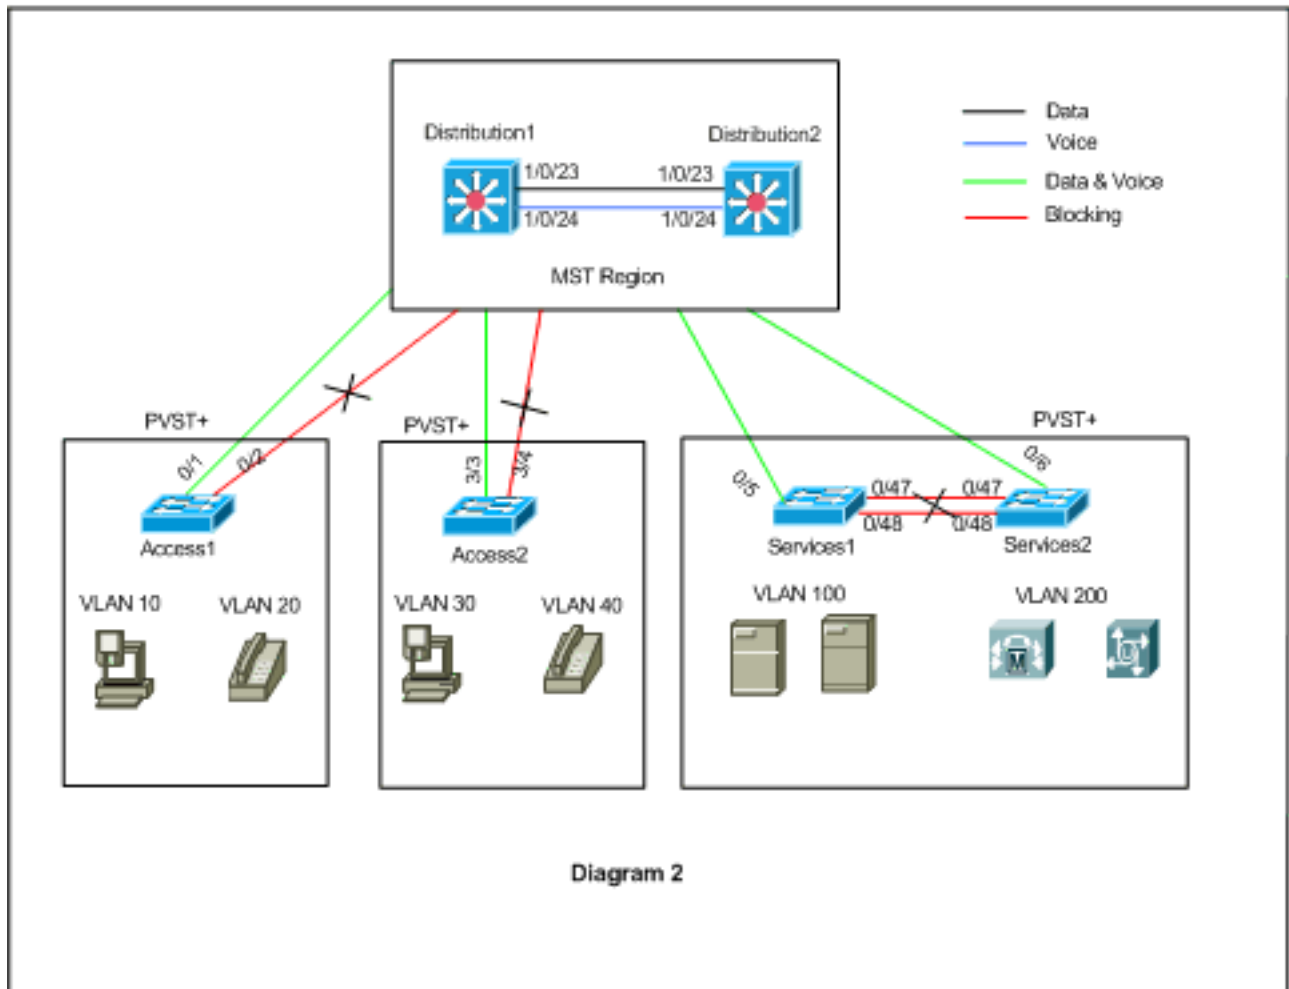 Distribution1
Distribution2
1/0/23
1/0/23
1/0/24
1/0/24
MST Region
Data
Voice
Data & Voice
Blocking
PVST+
0/1
0/2
Access1
VLAN 10
VLAN 20
PVST+
3/3
3/4
Access2
VLAN 30
VLAN 40
PVST+
0/5
0/6
0/47
0/47
0/48
0/48
Services1
Services2
VLAN 100
VLAN 200
M
Diagram 2